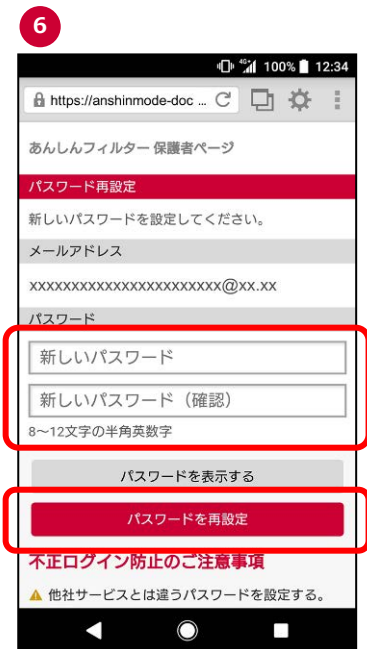 6
4G 100% 12:34
https://anshinmode-doc ...
あんしんフィルター 保護者ページ
パスワード再設定
新しいパスワードを設定してください。
メールアドレス
xxxxxxxxxxxxxxxxxxxxxxx@xx.xx
パスワード
新しいパスワード
新しいパスワード（確認）
8～12文字の半角英数字
パスワードを表示する
パスワードを再設定
不正ログイン防止のご注意事項
他社サービスとは違うパスワードを設定する。